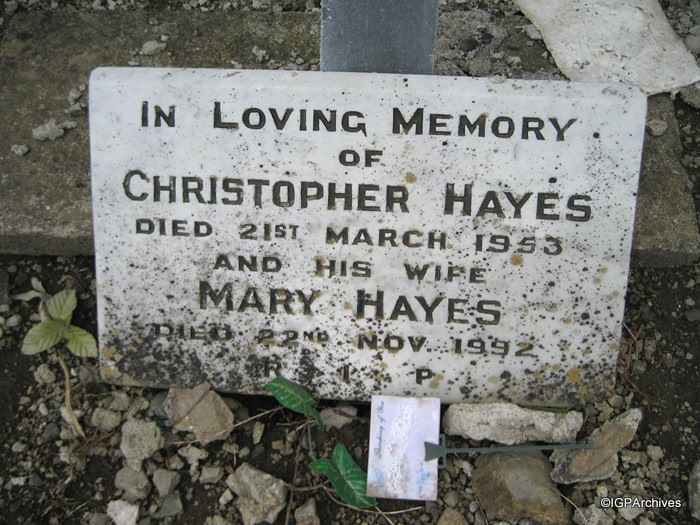 IN LOVING MEMORY
OF
CHRISTOPHER HAYES
DIED 21ST MARCH 1953
AND HIS WIFE
MARY HAYES
DIED 22ND NOV. 1992
R I P
©IGPArchives